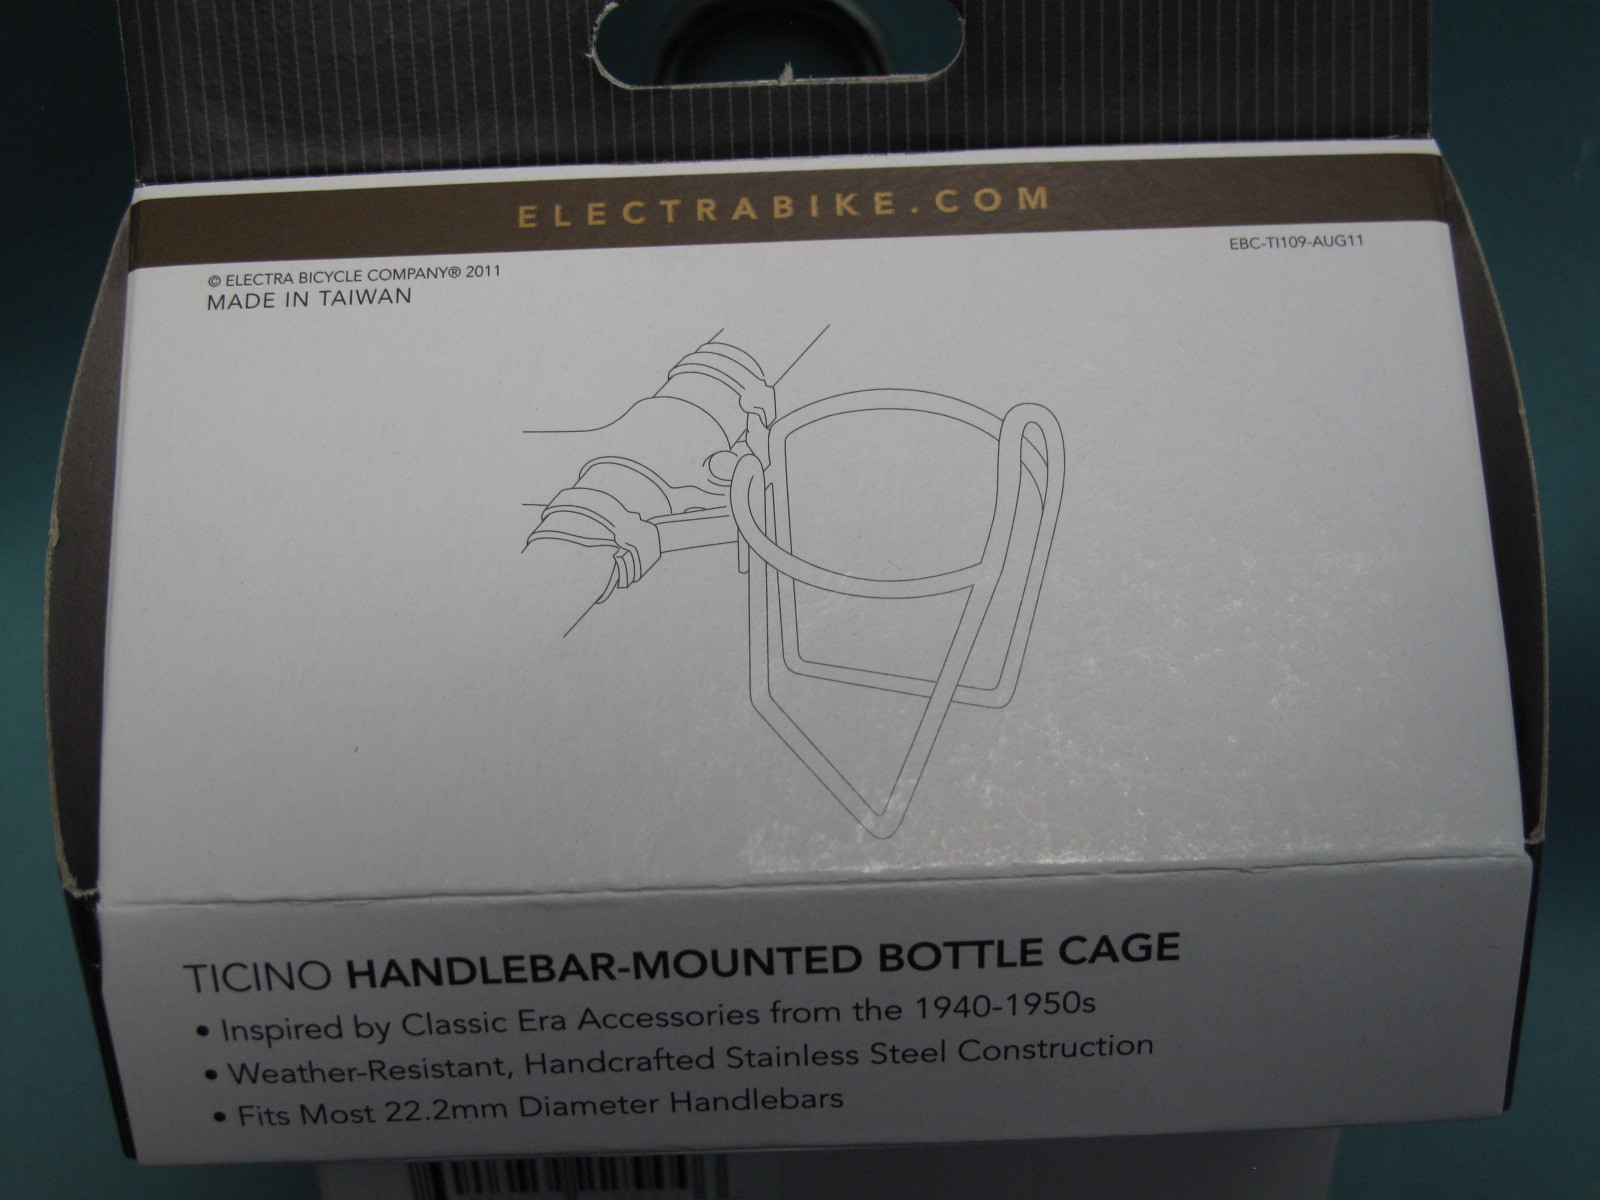 ELECTRABIKE.COM
EBC-TI109-AUG11
© ELECTRA BICYCLE COMPANY® 2011
MADE IN TAIWAN
TICINO HANDLEBAR-MOUNTED BOTTLE CAGE
• Inspired by Classic Era Accessories from the 1940-1950s
• Weather-Resistant, Handcrafted Stainless Steel Construction
• Fits Most 22.2mm Diameter Handlebars